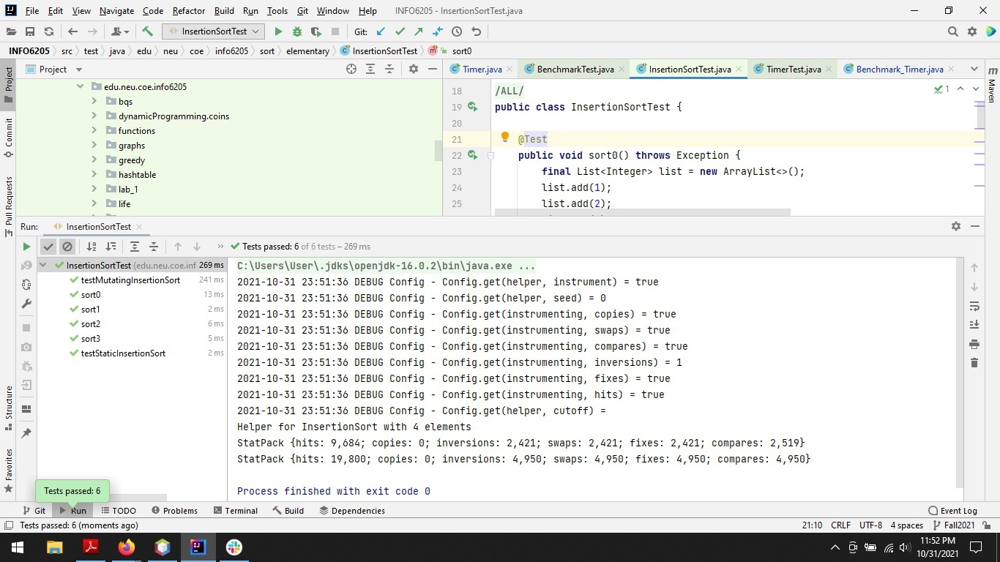 File Edit View Navigate Code Refactor Build Run Tools Git Window Help INFO6205 - InsertionSortTest.java
InsertionSortTest Git:
INFO6205 src test java edu neu coe info6205 sort elementary InsertionSortTest m sort0
Project
Timer.java BenchmarkTest.java InsertionSortTest.java TimerTest.java Benchmark_Timer.java
Project
Commit
Pull Requests
Structure
Favorites
Maven
edu.neu.coe.info6205
bqs
dynamicProgramming.coins
functions
graphs
greedy
hashtable
lab_1
life
1
18 /ALL/
19 public class InsertionSortTest {
20
21 @Test
22 public void sort0() throws Exception {
23 final List<Integer> list = new ArrayList<>();
24 list.add(1);
25 list.add(2);
Run: InsertionSortTest
Tests passed: 6 of 6 tests – 269 ms
InsertionSortTest (edu.neu.coe.inf 269 ms
testMutatingInsertionSort 241 ms
sort0 13 ms
sort1 2 ms
sort2 6 ms
sort3 5 ms
testStaticInsertionSort 2 ms
C:\Users\User\.jdks\openjdk-16.0.2\bin\java.exe ...
2021-10-31 23:51:36 DEBUG Config - Config.get(helper, instrument) = true
2021-10-31 23:51:36 DEBUG Config - Config.get(helper, seed) = 0
2021-10-31 23:51:36 DEBUG Config - Config.get(instrumenting, copies) = true
2021-10-31 23:51:36 DEBUG Config - Config.get(instrumenting, swaps) = true
2021-10-31 23:51:36 DEBUG Config - Config.get(instrumenting, compares) = true
2021-10-31 23:51:36 DEBUG Config - Config.get(instrumenting, inversions) = 1
2021-10-31 23:51:36 DEBUG Config - Config.get(instrumenting, fixes) = true
2021-10-31 23:51:36 DEBUG Config - Config.get(instrumenting, hits) = true
2021-10-31 23:51:36 DEBUG Config - Config.get(helper, cutoff) =
Helper for InsertionSort with 4 elements
StatPack {hits: 9,684; copies: 0; inversions: 2,421; swaps: 2,421; fixes: 2,421; compares: 2,519}
StatPack {hits: 19,800; copies: 0; inversions: 4,950; swaps: 4,950; fixes: 4,950; compares: 4,950}
Process finished with exit code 0
Tests passed: 6
Git Run TODO Problems Terminal Build Dependencies Event Log
Tests passed: 6 (moments ago) 21:10 CRLF UTF-8 4 spaces Fall2021
11:52 PM
10/31/2021